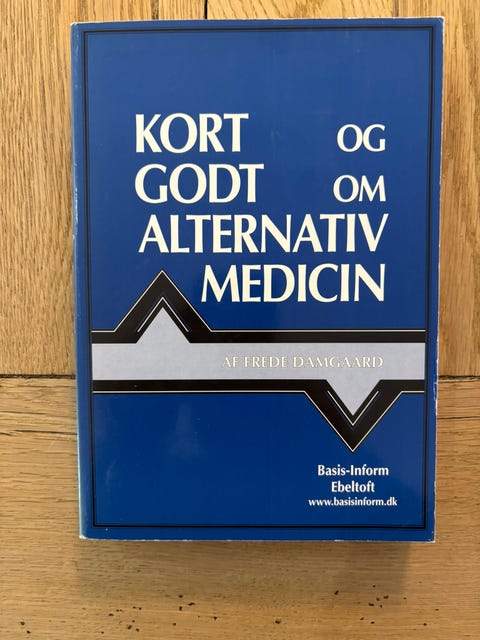 KORT OG
GODT OM
ALTERNATIV
MEDICIN
AF FREDE DAMGAARD
Basis-Inform
Ebeltoft
www.basisinform.dk